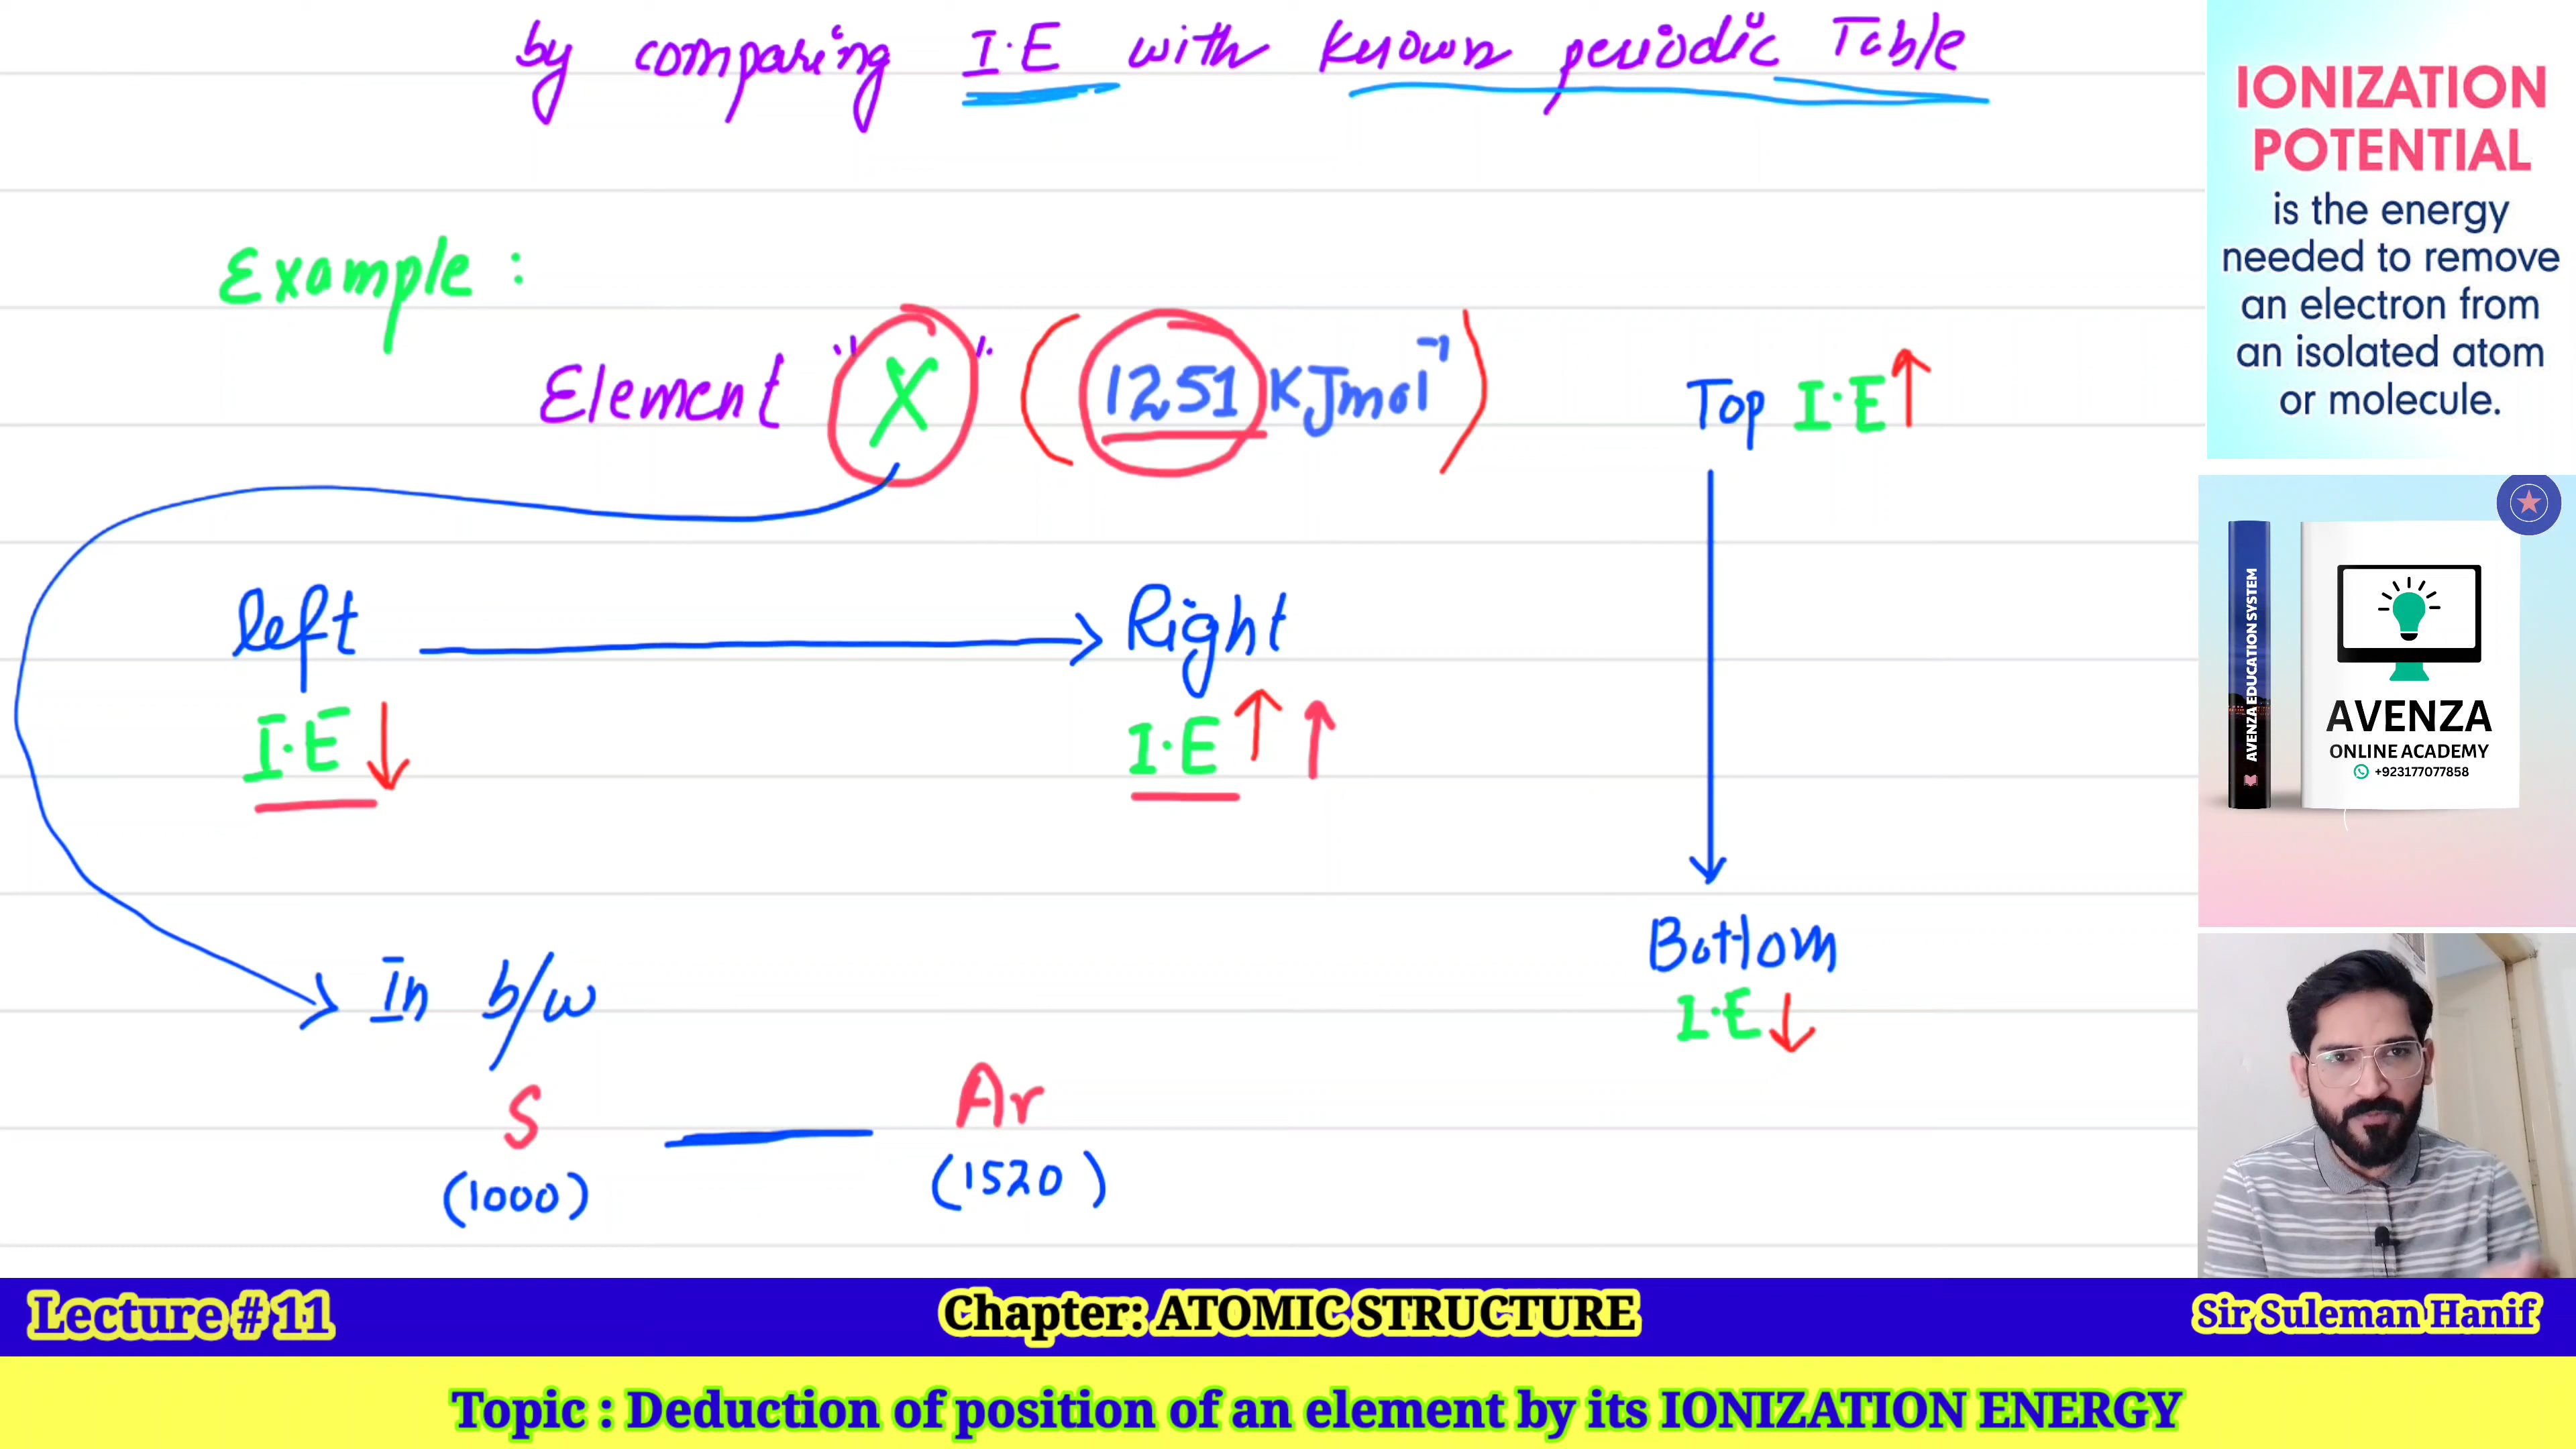 by comparing I.E with known periodic Table
Example :
Element "X" (1251 KJmol⁻¹)
Top I.E ↑
left → Right
I.E ↓ I.E ↑ ↑
Bottom
I.E ↓
In b/w
S — Ar
(1000) (1520)
IONIZATION
POTENTIAL
is the energy
needed to remove
an electron from
an isolated atom
or molecule.
AVENZA EDUCATION SYSTEM
AVENZA
ONLINE ACADEMY
+923177077858
Lecture # 11
Chapter: ATOMIC STRUCTURE
Sir Suleman Hanif
Topic : Deduction of position of an element by its IONIZATION ENERGY